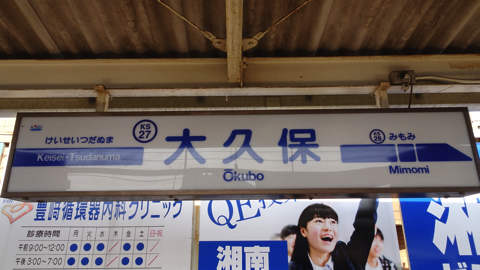 けいせいつだぬま
Keisei-Tsudanuma
KS
27
大久保
Ōkubo
KS
28
みもみ
Mimomi
豊崎循環器内科クリニック
診療時間 月 火 水 木 金 土 日/祝
午前 9:00~12:00 ● ● ● / ● ● /
午後 3:00~7:00 ● ● ● / ● ● /
QE
湘南